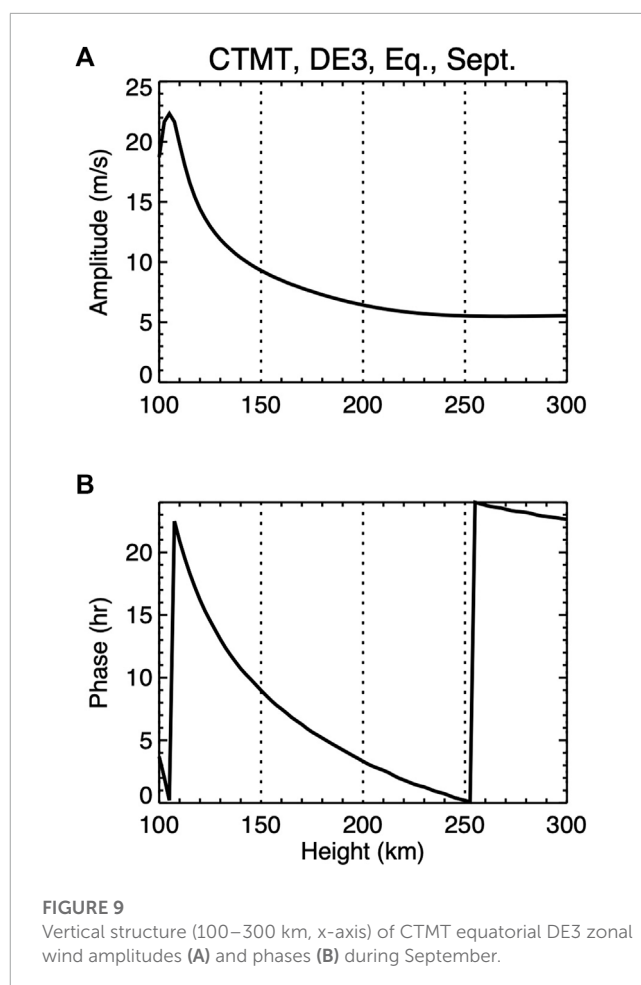 A
CTMT, DE3, Eq., Sept.
25
20
15
10
5
0
Amplitude (m/s)
100 150 200 250 300
B
20
15
10
5
0
Phase (hr)
100 150 200 250 300
Height (km)
FIGURE 9
Vertical structure (100–300 km, x-axis) of CTMT equatorial DE3 zonal
wind amplitudes (A) and phases (B) during September.